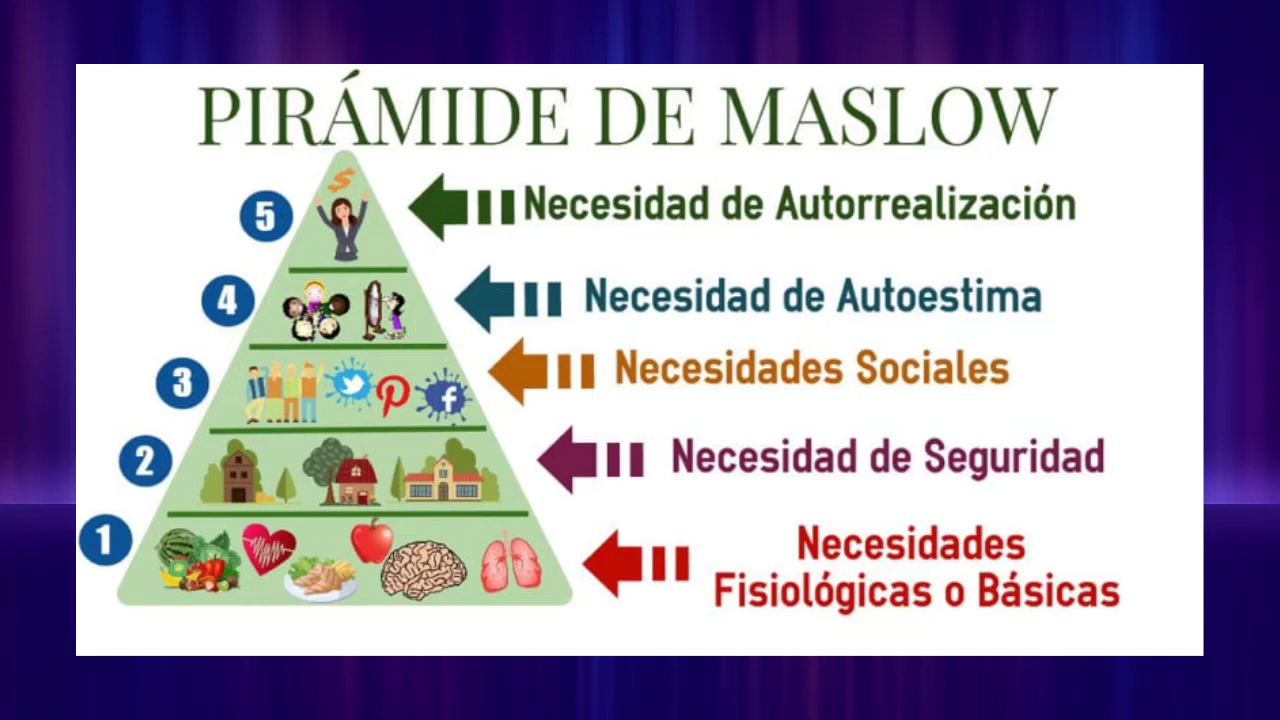 PIRÁMIDE DE MASLOW
5
Necesidad de Autorrealización
4
Necesidad de Autoestima
3
Necesidades Sociales
2
Necesidad de Seguridad
1
Necesidades
Fisiológicas o Básicas